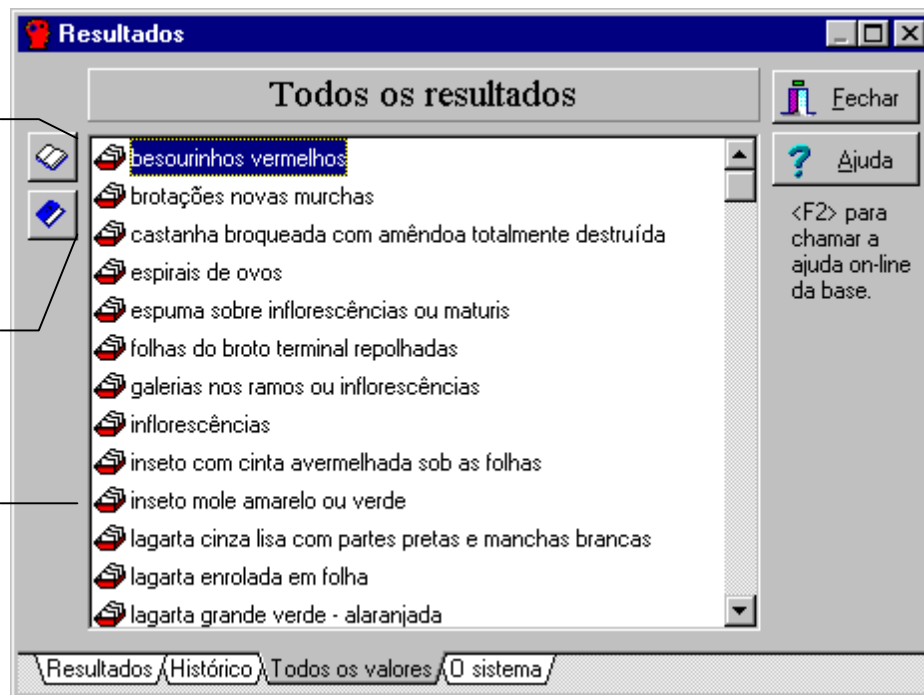 Resultados
Todos os resultados
Fechar
Ajuda
<F2> para
chamar a
ajuda on-line
da base.
besourinhos vermelhos
brotações novas murchas
castanha broqueada com amêndoa totalmente destruída
espirais de ovos
espuma sobre inflorescências ou maturis
folhas do broto terminal repolhadas
galerias nos ramos ou inflorescências
inflorescências
inseto com cinta avermelhada sob as folhas
inseto mole amarelo ou verde
lagarta cinza lisa com partes pretas e manchas brancas
lagarta enrolada em folha
lagarta grande verde - alaranjada
Resultados Histórico Todos os valores O sistema